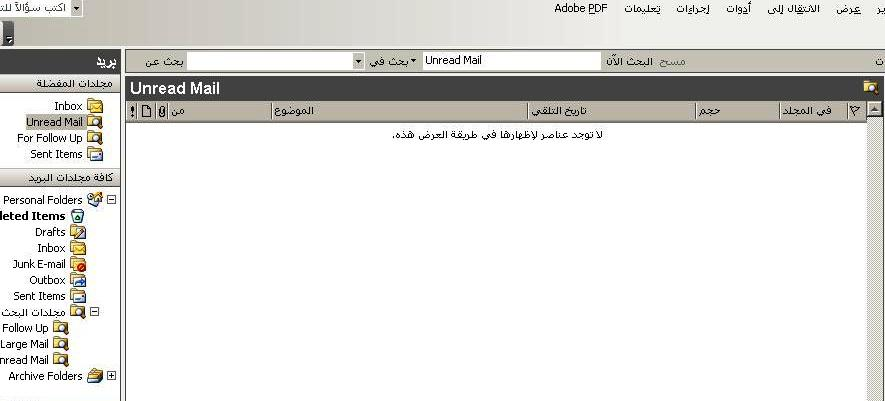 عرض الانتقال إلى أدوات إجراءات تعليمات Adobe PDF
اكتب سؤالاً
بحث عن بحث في Unread Mail البحث الآن مسح
بريد
Unread Mail
مجلدات المفضلة
Inbox
Unread Mail
For Follow Up
Sent Items
كافة مجلدات البريد
Personal Folders
leted Items
Drafts
Inbox
Junk E-mail
Outbox
Sent Items
مجلدات البحث
Follow Up
Large Mail
nread Mail
Archive Folders
من الموضوع تاريخ التلقي حجم في المجلد
لا توجد عناصر لإظهارها في طريقة العرض هذه.